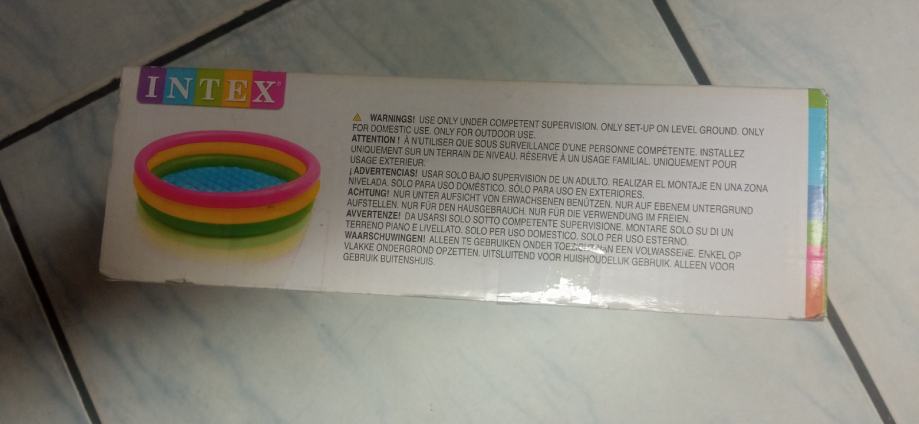 INTEX®
⚠ WARNINGS! USE ONLY UNDER COMPETENT SUPERVISION. ONLY SET-UP ON LEVEL GROUND. ONLY
FOR DOMESTIC USE. ONLY FOR OUTDOOR USE.
ATTENTION ! À N'UTILISER QUE SOUS SURVEILLANCE D'UNE PERSONNE COMPÉTENTE. INSTALLEZ
UNIQUEMENT SUR UN TERRAIN DE NIVEAU. RÉSERVÉ À UN USAGE FAMILIAL. UNIQUEMENT POUR
USAGE EXTERIEUR.
¡ADVERTENCIAS! USAR SOLO BAJO SUPERVISION DE UN ADULTO. REALIZAR EL MONTAJE EN UNA ZONA
NIVELADA. SOLO PARA USO DOMÉSTICO. SÓLO PARA USO EN EXTERIORES.
ACHTUNG! NUR UNTER AUFSICHT VON ERWACHSENEN BENÜTZEN. NUR AUF EBENEM UNTERGRUND
AUFSTELLEN. NUR FÜR DEN HAUSGEBRAUCH. NUR FÜR DIE VERWENDUNG IM FREIEN.
AVVERTENZE! DA USARSI SOLO SOTTO COMPETENTE SUPERVISIONE. MONTARE SOLO SU DI UN
TERRENO PIANO E LIVELLATO. SOLO PER USO DOMESTICO. SOLO PER USO ESTERNO.
WAARSCHUWINGEN! ALLEEN TE GEBRUIKEN ONDER TOEZICHT VAN EEN VOLWASSENE. ENKEL OP
VLAKKE ONDERGROND OPZETTEN. UITSLUITEND VOOR HUISHOUDELIJK GEBRUIK. ALLEEN VOOR
GEBRUIK BUITENSHUIS.